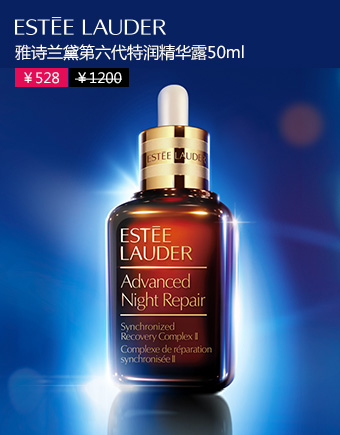 ESTĒE LAUDER
雅诗兰黛第六代特润精华露50ml
￥528 ￥1200
ESTĒE LAUDER
ESTĒE
LAUDER
Advanced
Night Repair
Synchronized
Recovery Complex II
Complexe de réparation
synchronisée II